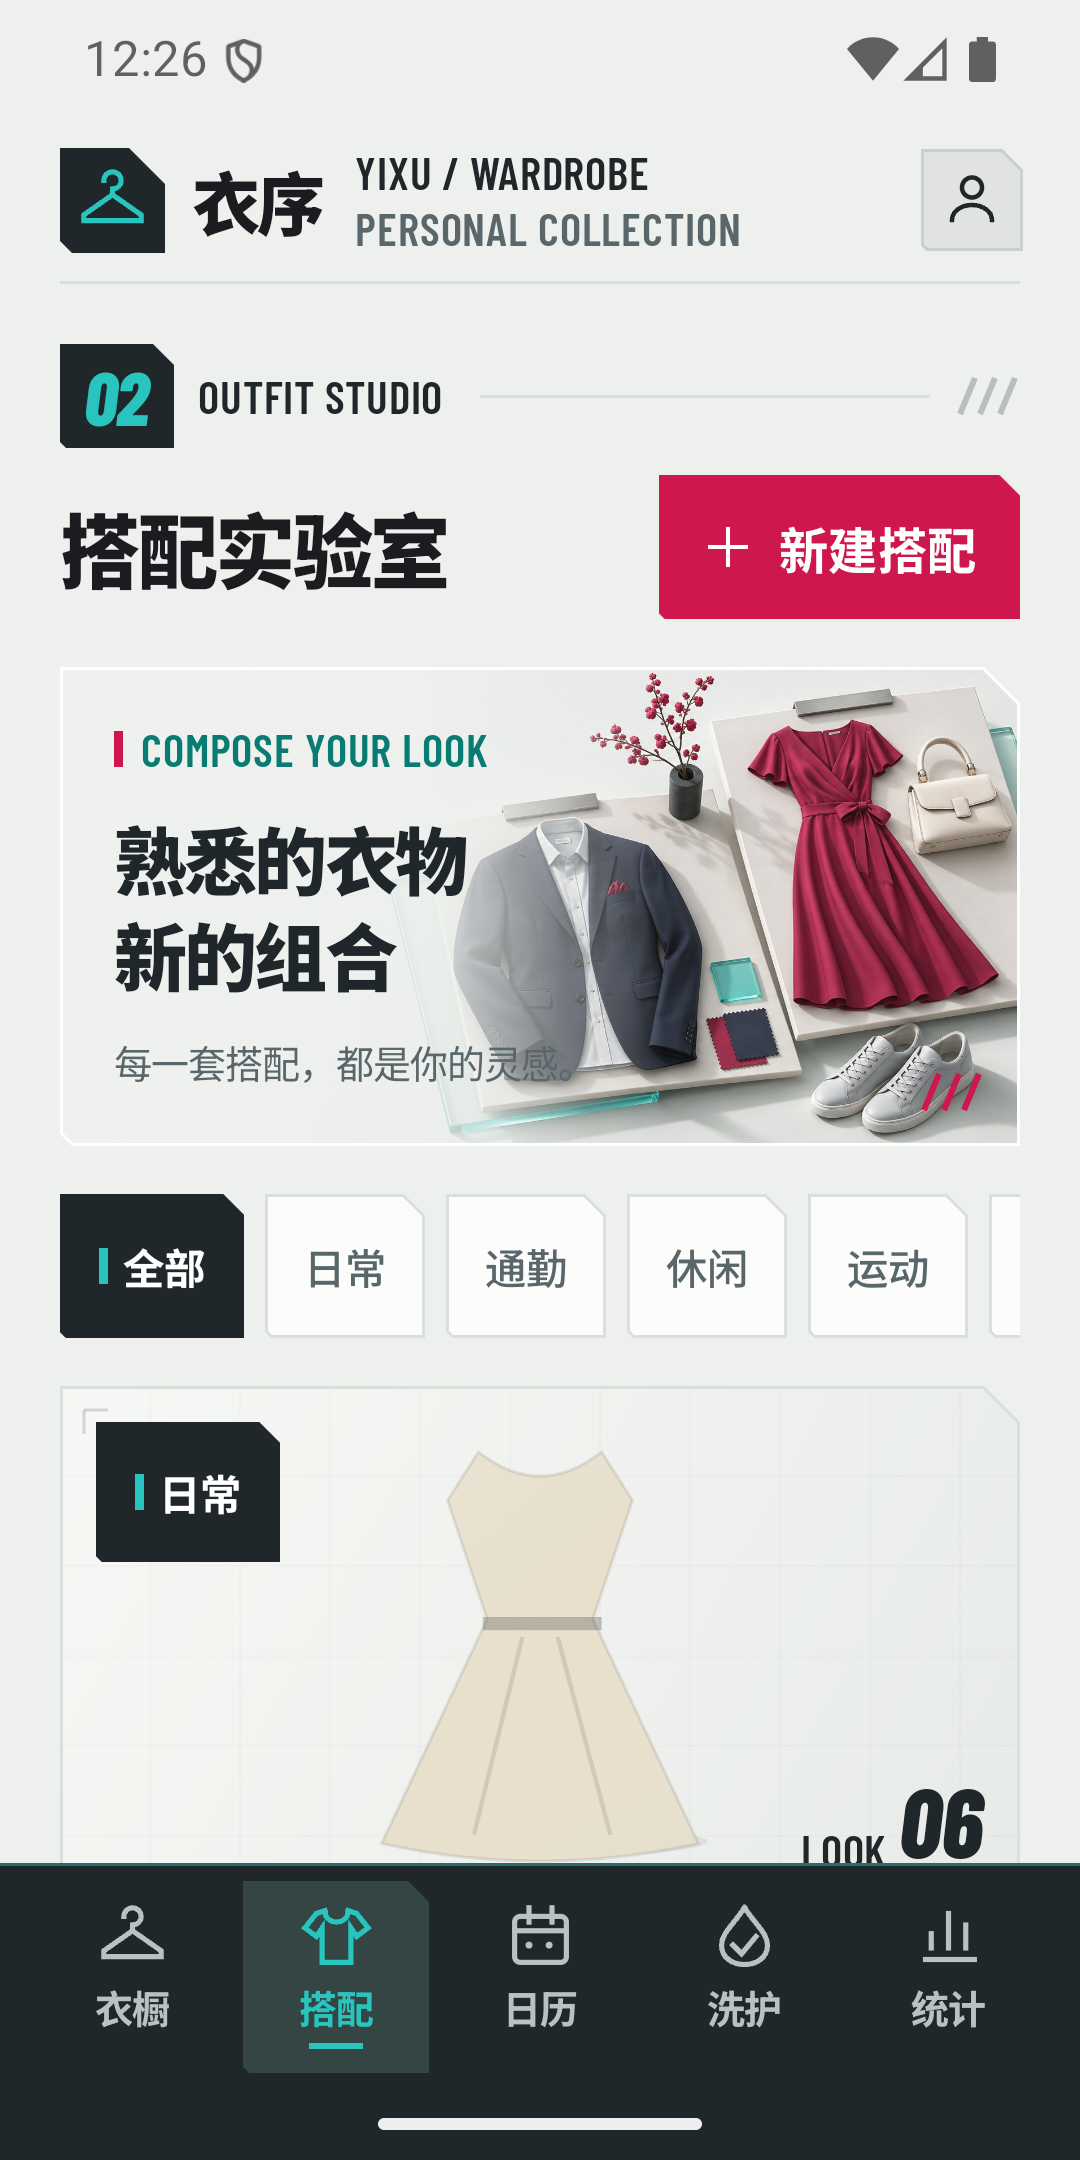 12:26
衣序
YIXU / WARDROBE
PERSONAL COLLECTION
02 OUTFIT STUDIO
搭配实验室
新建搭配
COMPOSE YOUR LOOK
熟悉的衣物
新的组合
每一套搭配，都是你的灵感。
全部 日常 通勤 休闲 运动
日常
LOOK 06
衣橱 搭配 日历 洗护 统计